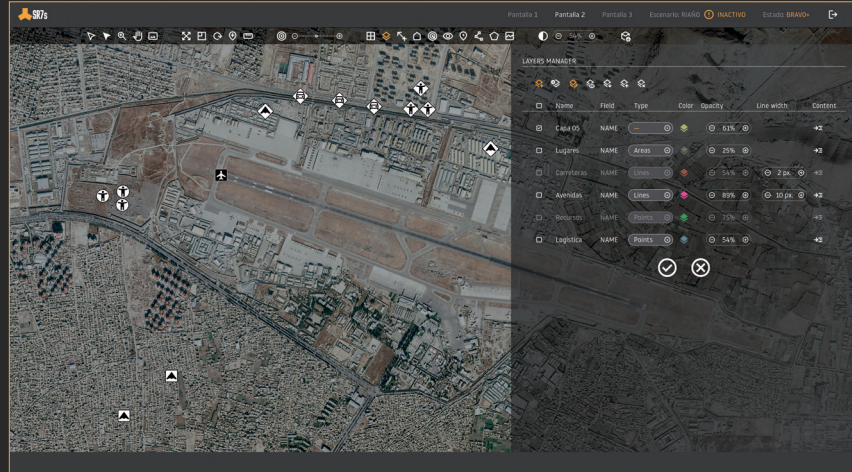 SR7s
Pantalla 1 Pantalla 2 Pantalla 3 Escenario: RIAÑO INACTIVO Estado: BRAVO+
54%
LAYERS MANAGER
Name Field Type Color Opacity Line width Content
Capa 05 NAME — 61%
Lugares NAME Areas 25%
Carreteras NAME Lines 54% 2 px.
Avenidas NAME Lines 89% 10 px.
Recursos NAME Points 75%
Logística NAME Points 54%